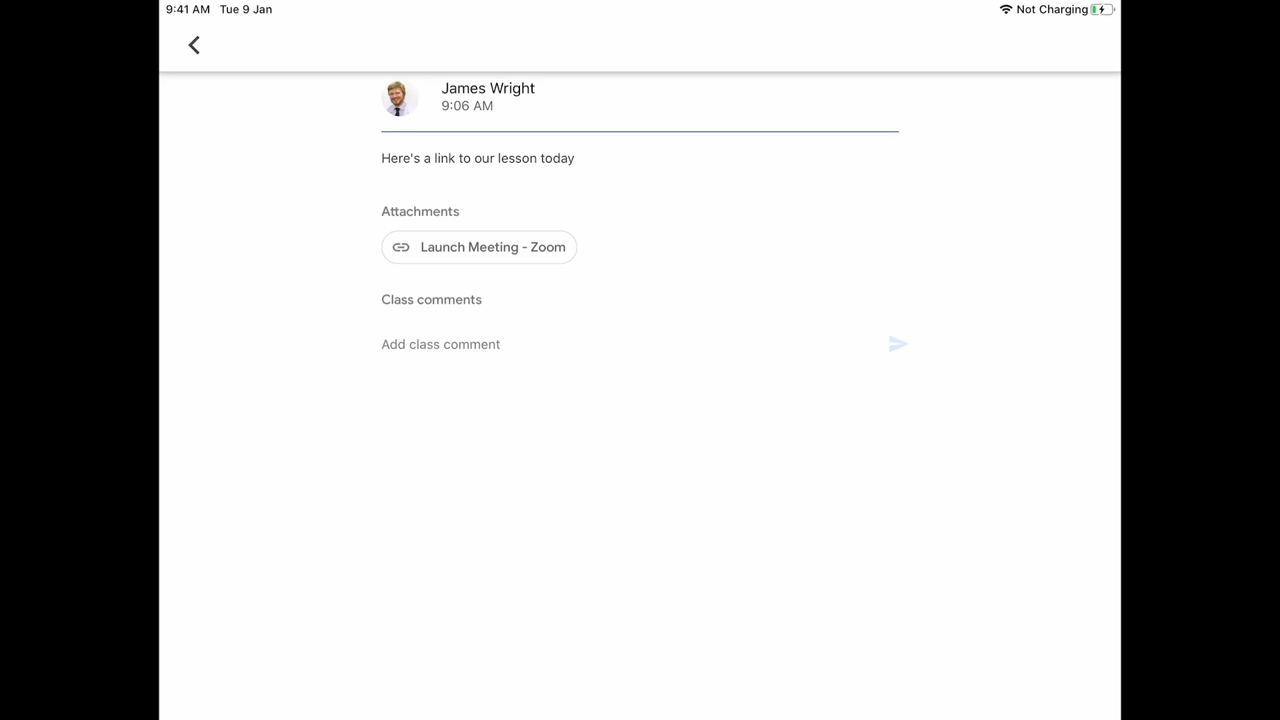 9:41 AM Tue 9 Jan Not Charging
James Wright
9:06 AM
Here's a link to our lesson today
Attachments
Launch Meeting - Zoom
Class comments
Add class comment